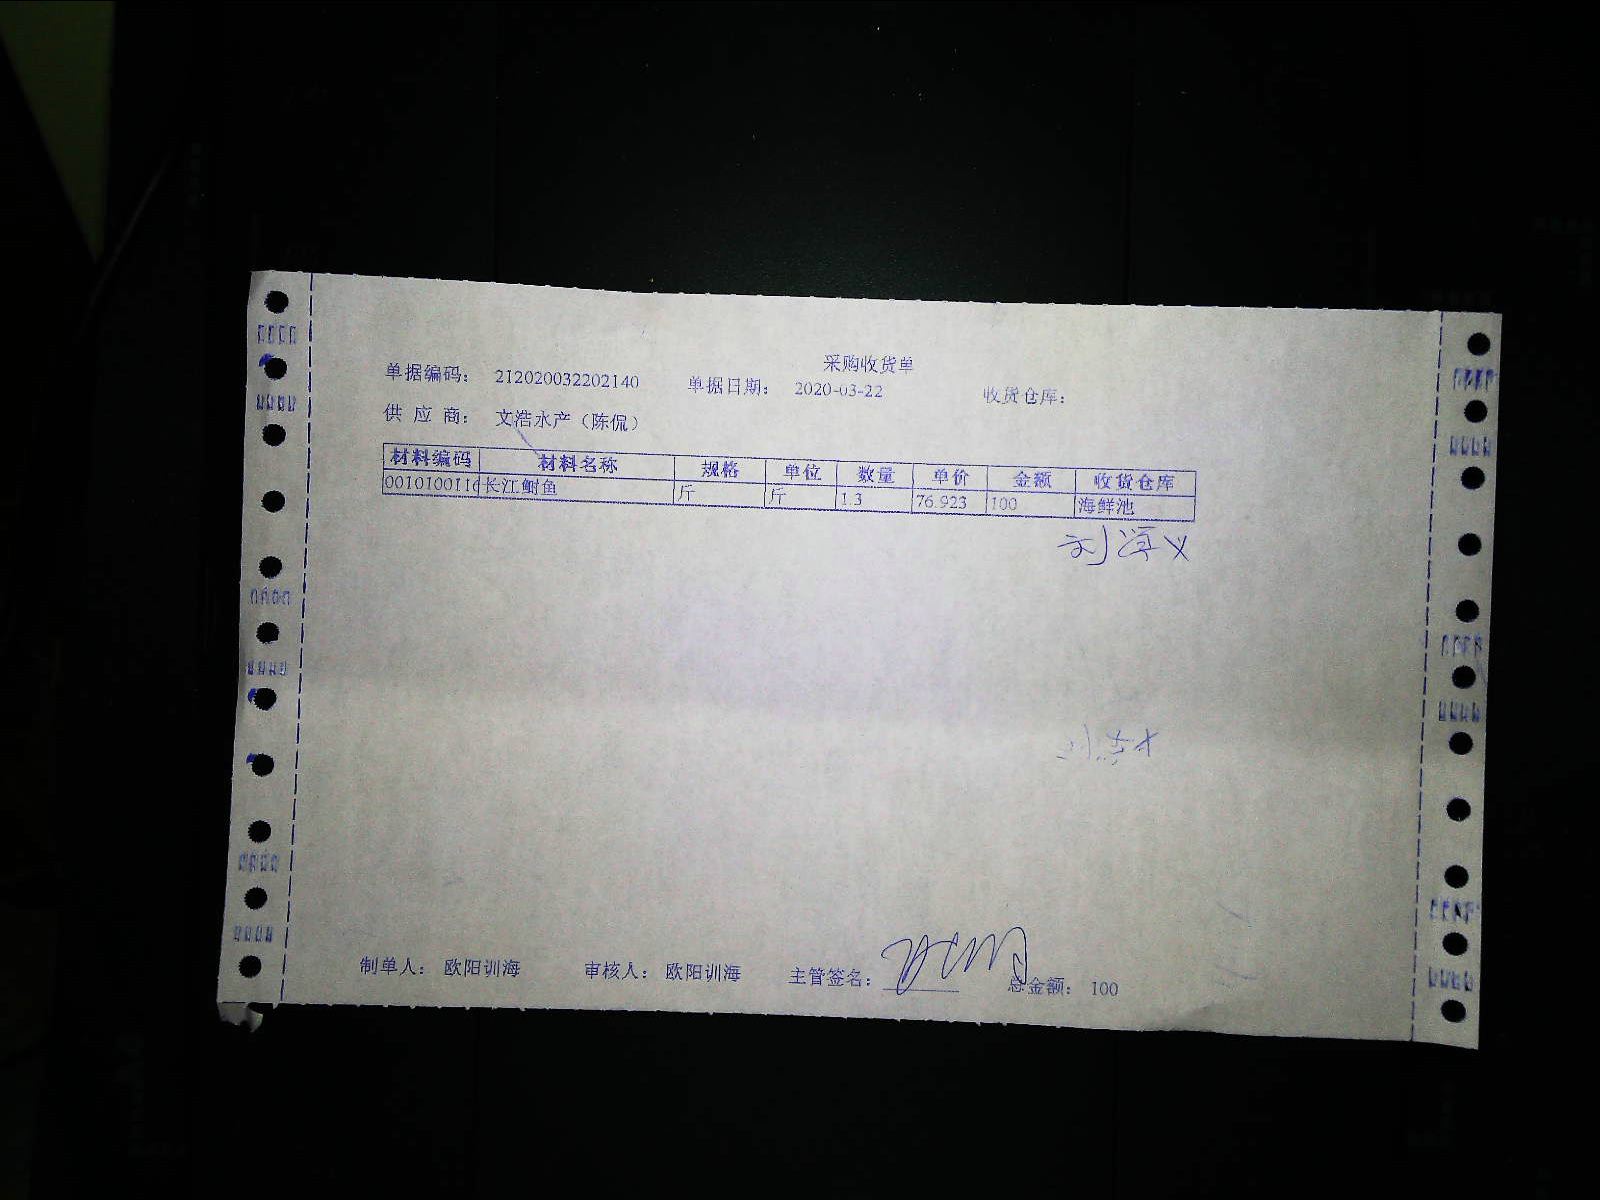 采购收货单
单据编码： 212020032202140 单据日期： 2020-03-22 收货仓库：
供 应 商： 文浩水产（陈侃）
材料编码 材料名称 规格 单位 数量 单价 金额 收货仓库
0010100116 长江鲥鱼 斤 斤 1.3 76.923 100 海鲜池
制单人： 欧阳训海 审核人： 欧阳训海 主管签名： 总金额： 100